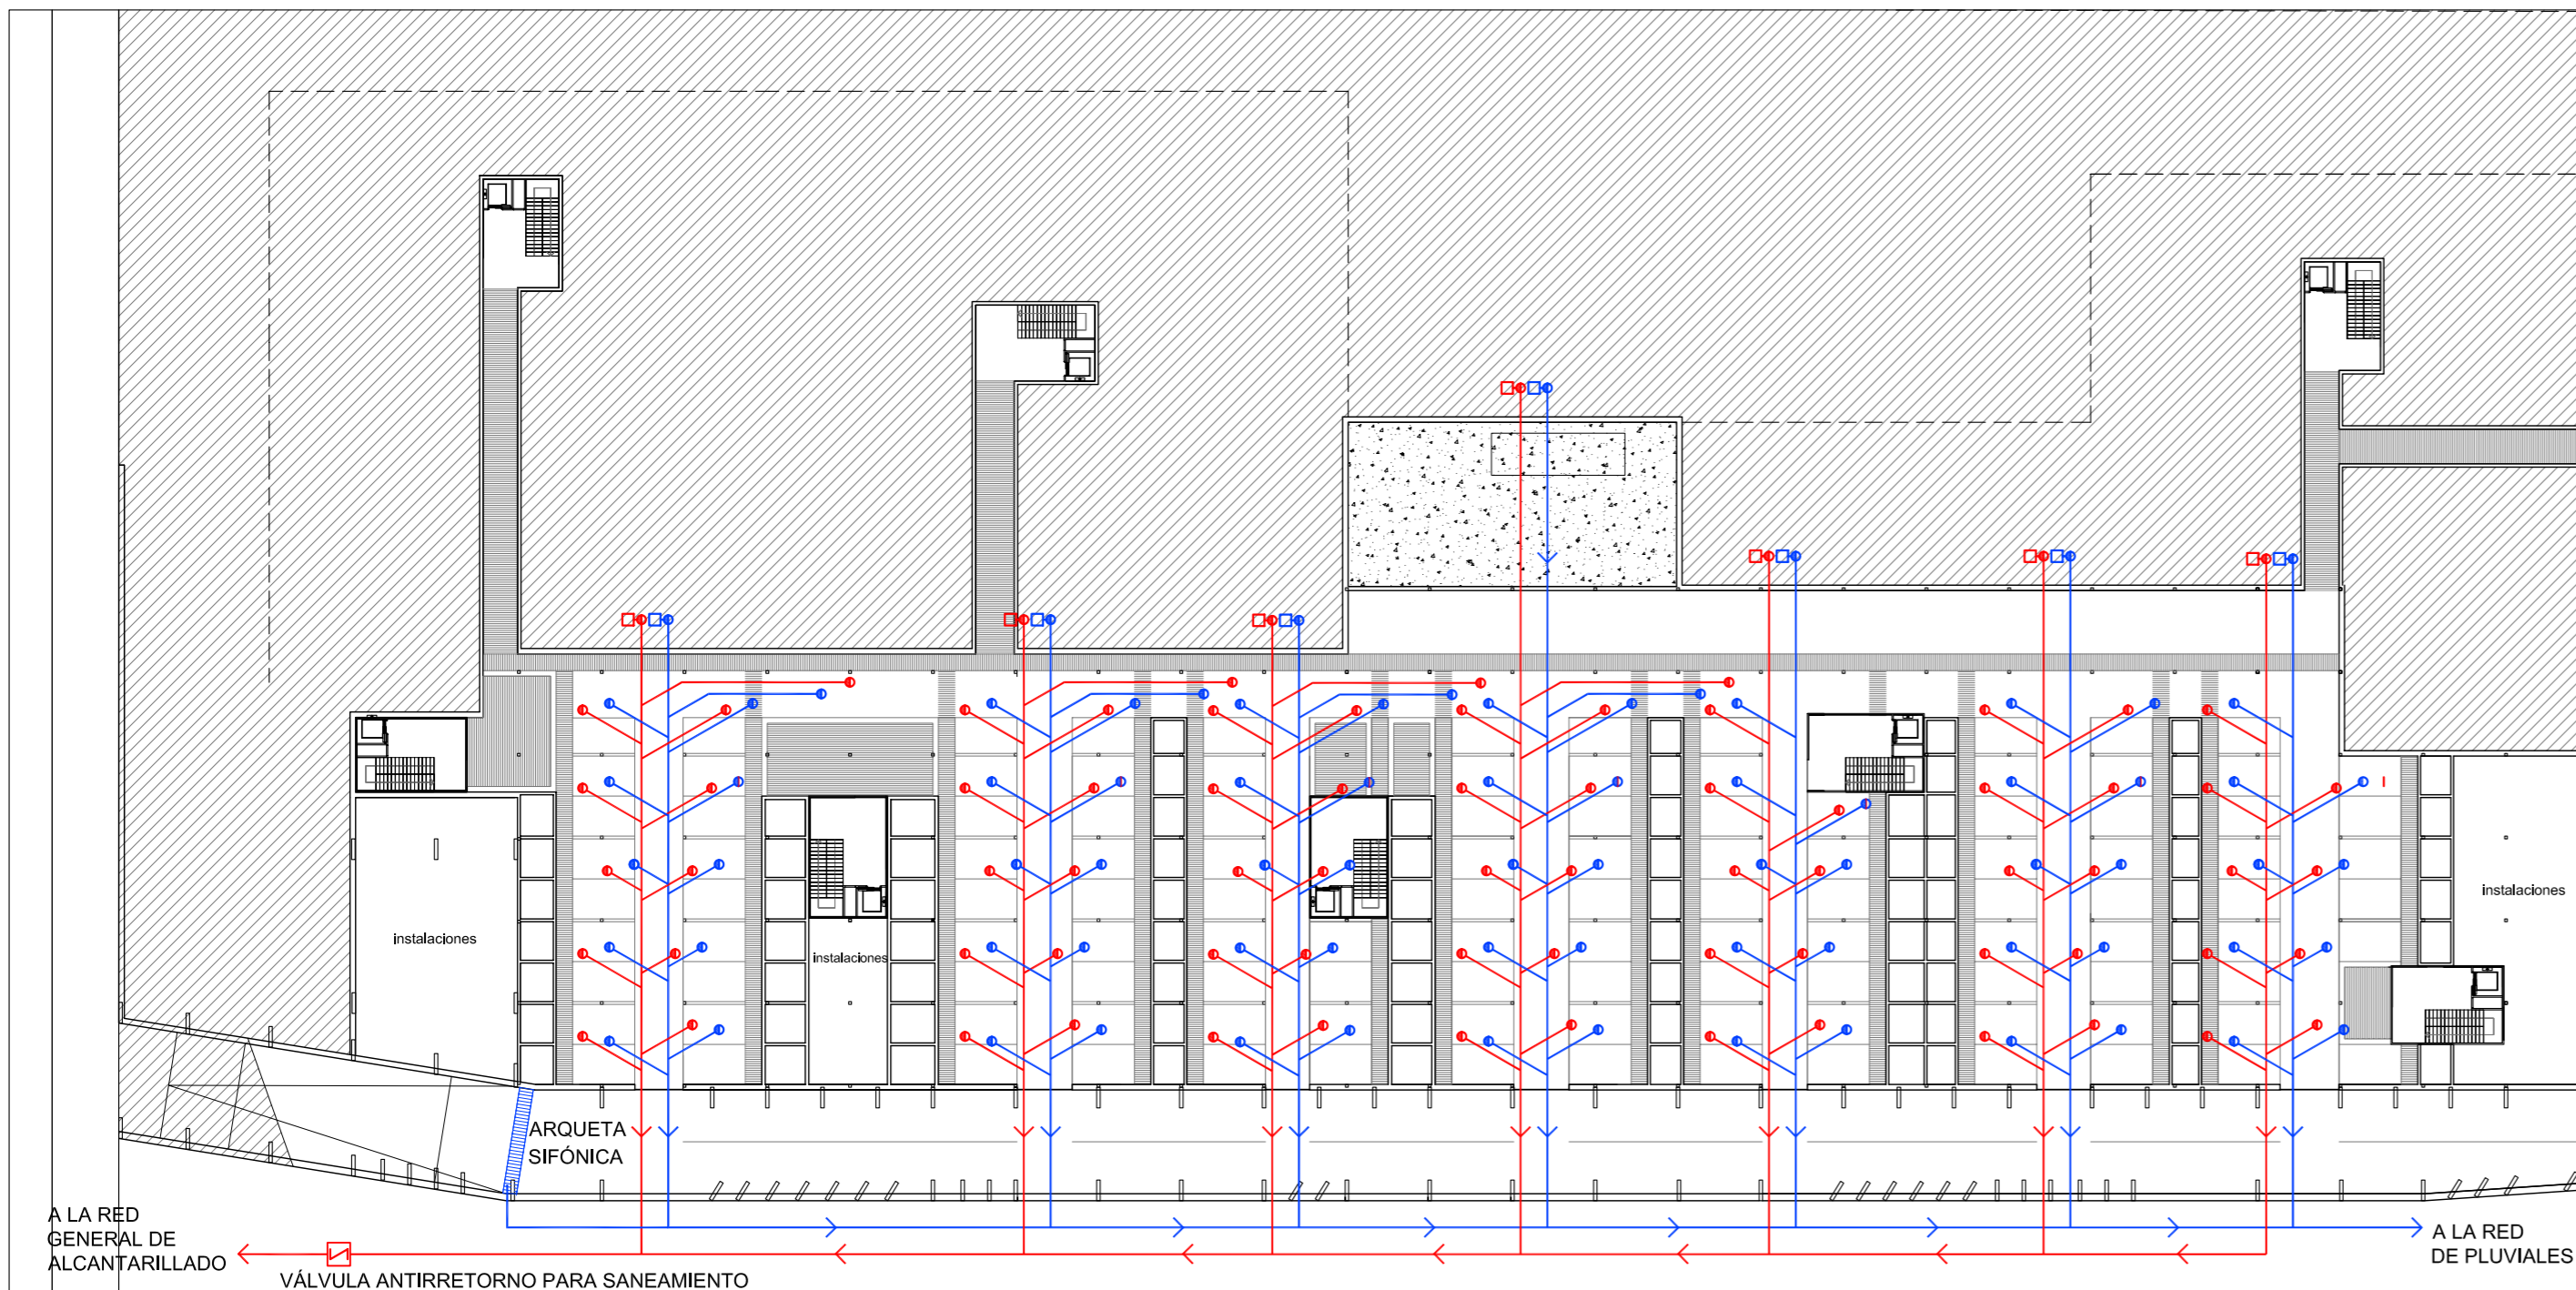 instalaciones
instalaciones
instalaciones
ARQUETA
SIFÓNICA
A LA RED
GENERAL DE
ALCANTARILLADO
VÁLVULA ANTIRRETORNO PARA SANEAMIENTO
A LA RED
DE PLUVIALES